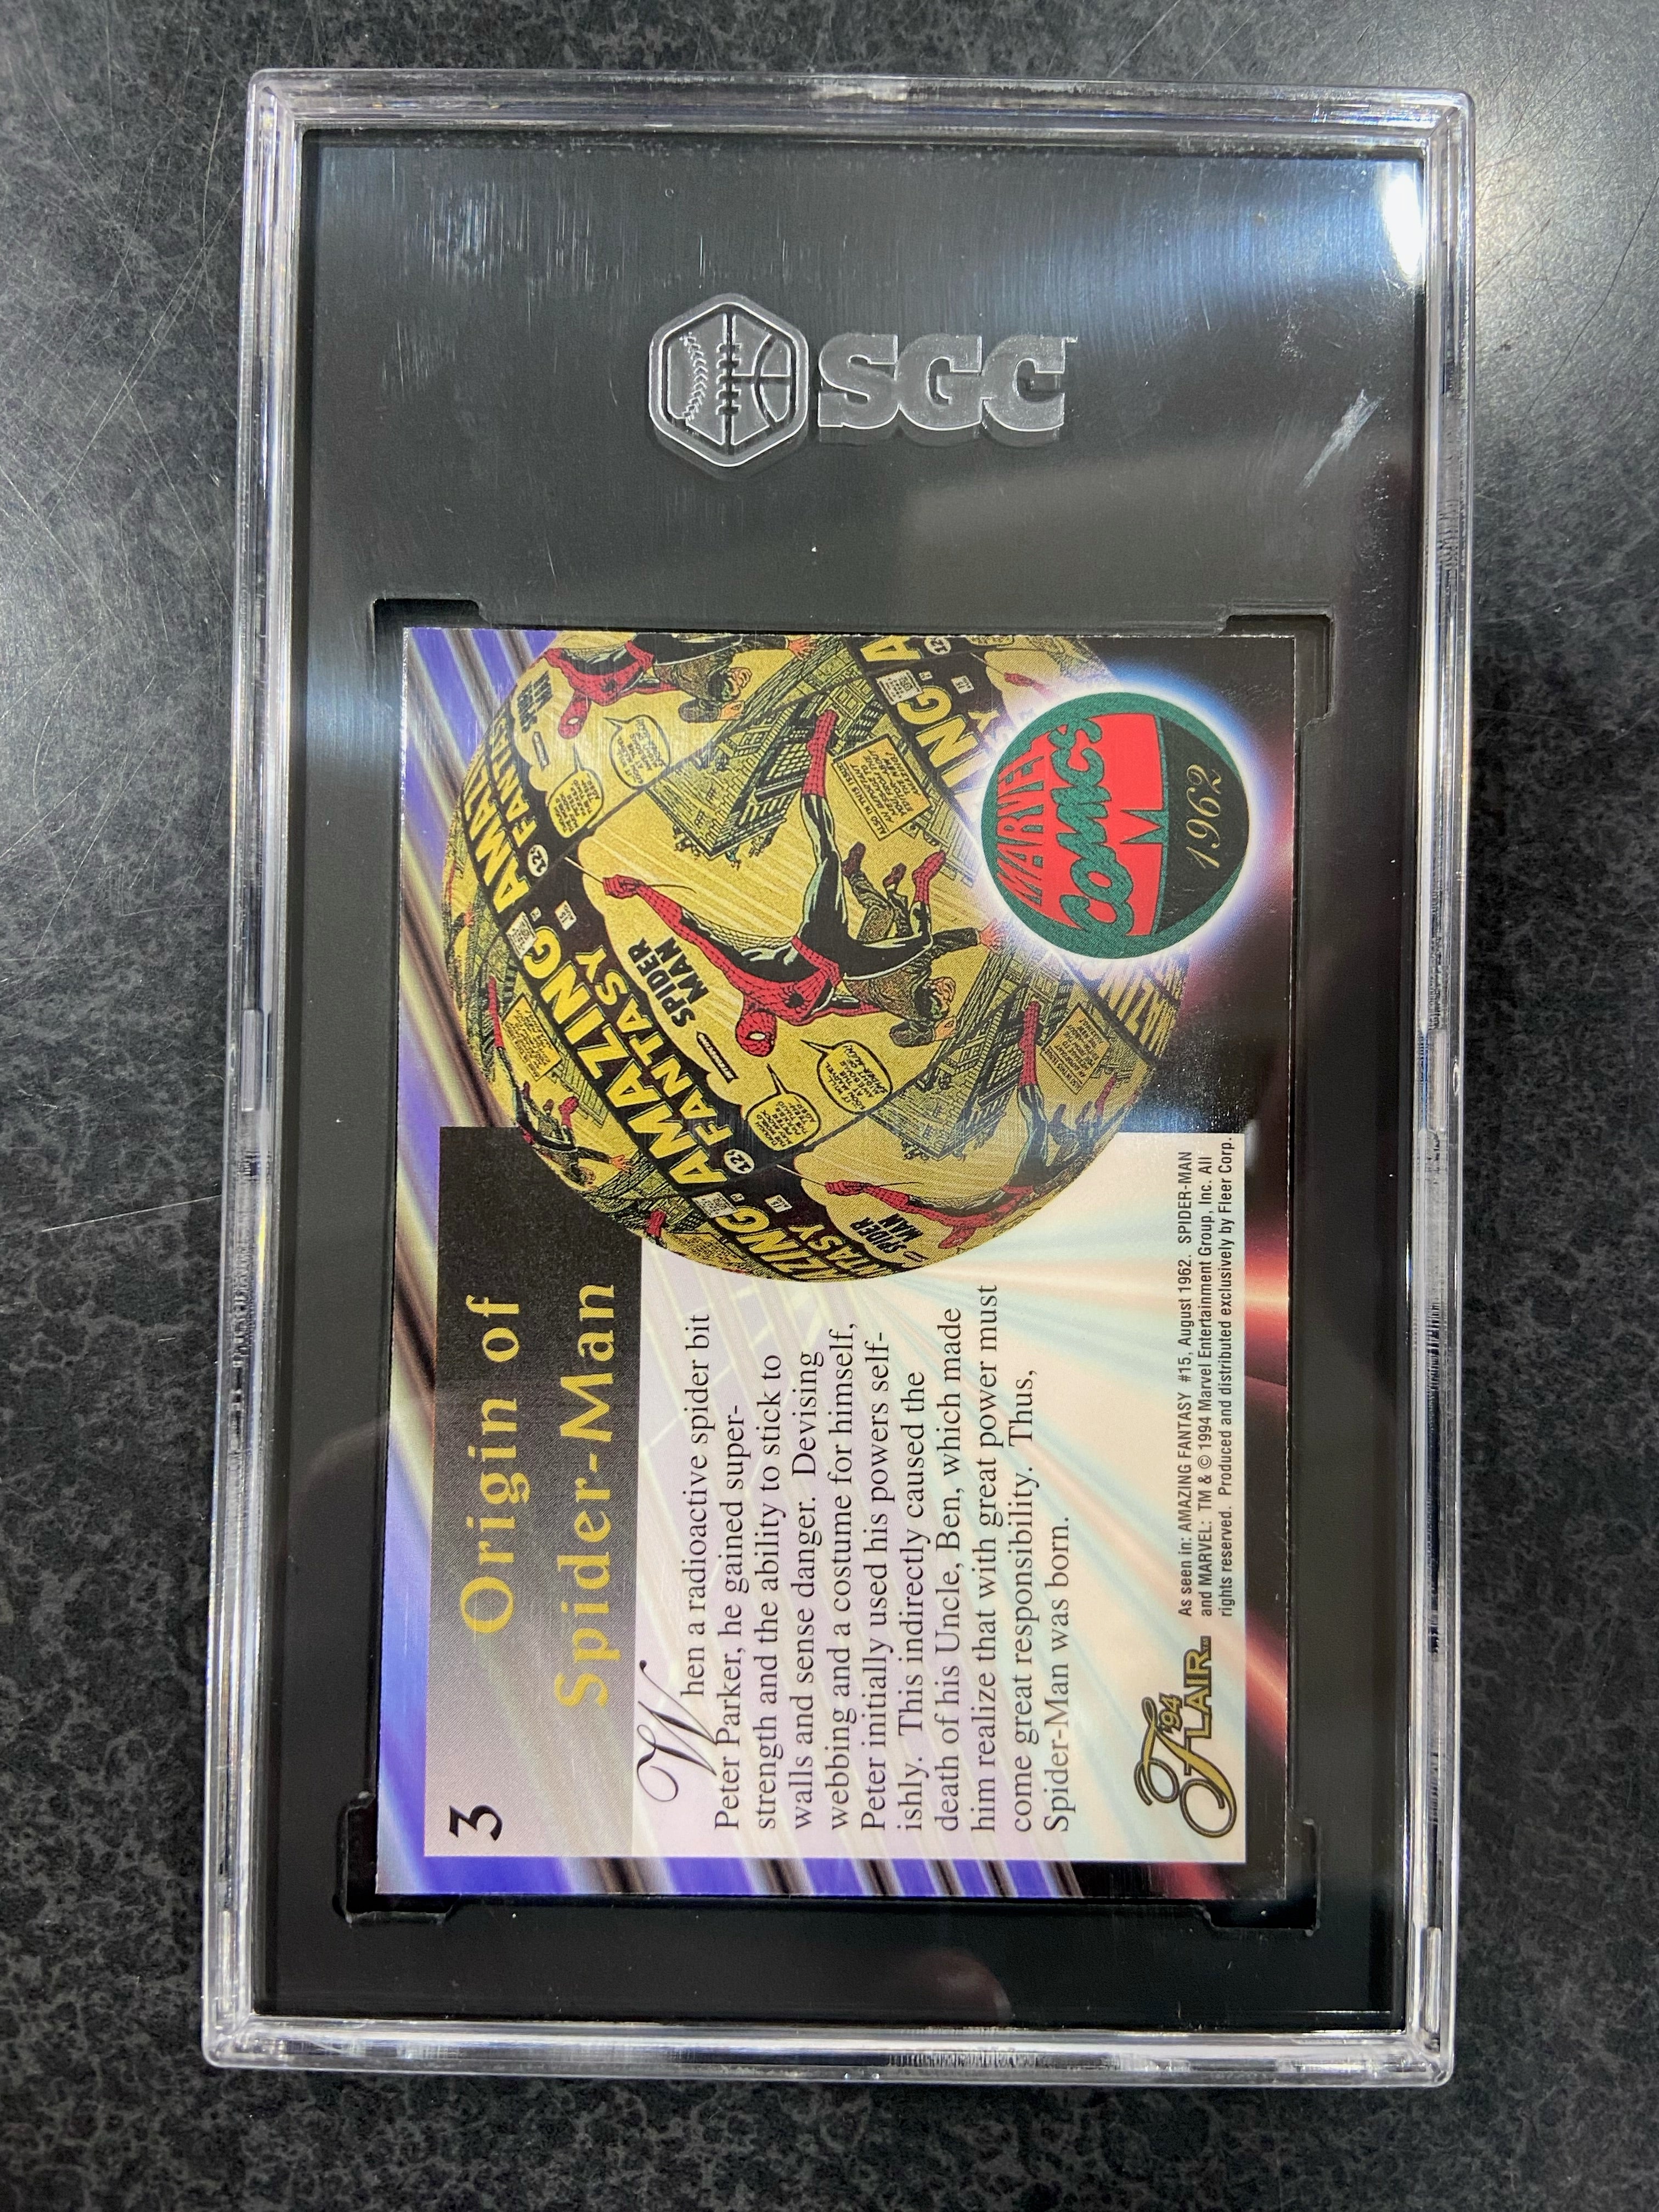 SGC
3
Origin of
Spider-Man
When a radioactive spider bit
Peter Parker, he gained super-
strength and the ability to stick to
walls and sense danger. Devising
webbing and a costume for himself,
Peter initially used his powers self-
ishly. This indirectly caused the
death of his Uncle, Ben, which made
him realize that with great power must
come great responsibility. Thus,
Spider-Man was born.
AMAZING
FANTASY
SPIDER
MAN
12¢
MARVEL
COMICS
M
1962
'94
FLAIR
As seen in: AMAZING FANTASY #15, August 1962. SPIDER-MAN
and MARVEL: TM & © 1994 Marvel Entertainment Group, Inc. All
rights reserved. Produced and distributed exclusively by Fleer Corp.